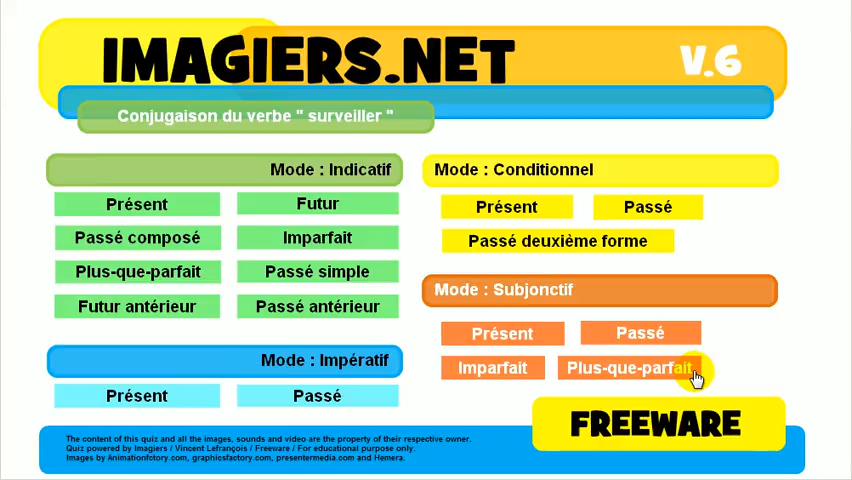 IMAGIERS.NET
V.6
Conjugaison du verbe " surveiller "
Mode : Indicatif
Présent
Futur
Passé composé
Imparfait
Plus-que-parfait
Passé simple
Futur antérieur
Passé antérieur
Mode : Impératif
Présent
Passé
Mode : Conditionnel
Présent
Passé
Passé deuxième forme
Mode : Subjonctif
Présent
Passé
Imparfait
Plus-que-parfait
FREEWARE
The content of this quiz and all the images, sounds and video are the property of their respective owner.
Quiz powered by Imagiers / Vincent Lefrançois / Freeware / For educational purpose only.
Images by Animationfctory.com, graphicsfactory.com, presentermedia.com and Hemera.